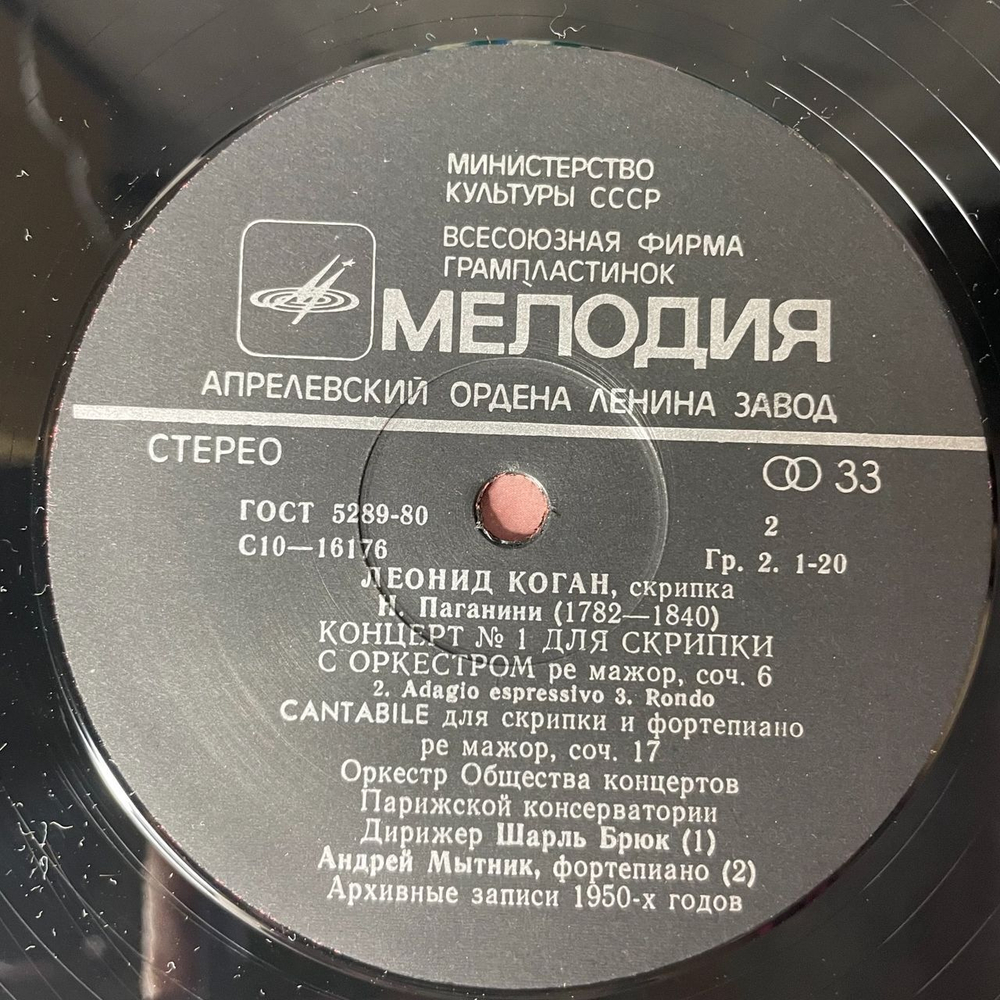 МИНИСТЕРСТВО
КУЛЬТУРЫ СССР
ВСЕСОЮЗНАЯ ФИРМА
ГРАМПЛАСТИНОК
МЕЛОДИЯ
АПРЕЛЕВСКИЙ ОРДЕНА ЛЕНИНА ЗАВОД
СТЕРЕО
33
ГОСТ 5289-80
2
С10—16176
Гр. 2. 1-20
ЛЕОНИД КОГАН, скрипка
Н. Паганини (1782—1840)
КОНЦЕРТ № 1 ДЛЯ СКРИПКИ
С ОРКЕСТРОМ ре мажор, соч. 6
2. Adagio espressivo 3. Rondo
CANTABILE для скрипки и фортепиано
ре мажор, соч. 17
Оркестр Общества концертов
Парижской консерватории
Дирижер Шарль Брюк (1)
Андрей Мытник, фортепиано (2)
Архивные записи 1950-х годов